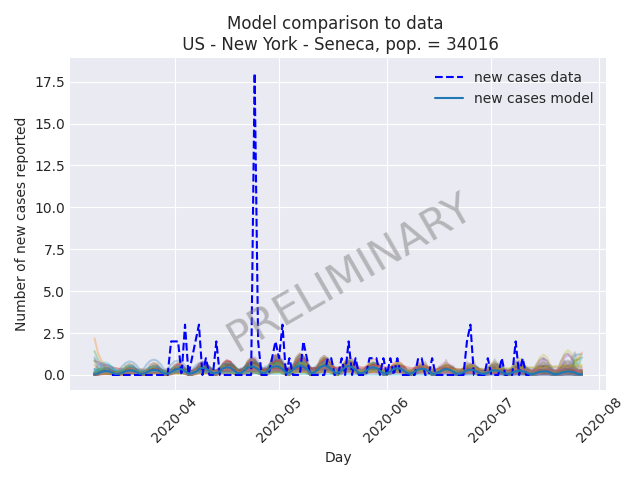 Model comparison to data
US - New York - Seneca, pop. = 34016
new cases data
new cases model
Number of new cases reported
17.5
15.0
12.5
10.0
7.5
5.0
2.5
0.0
PRELIMINARY
2020-04
2020-05
2020-06
2020-07
2020-08
Day